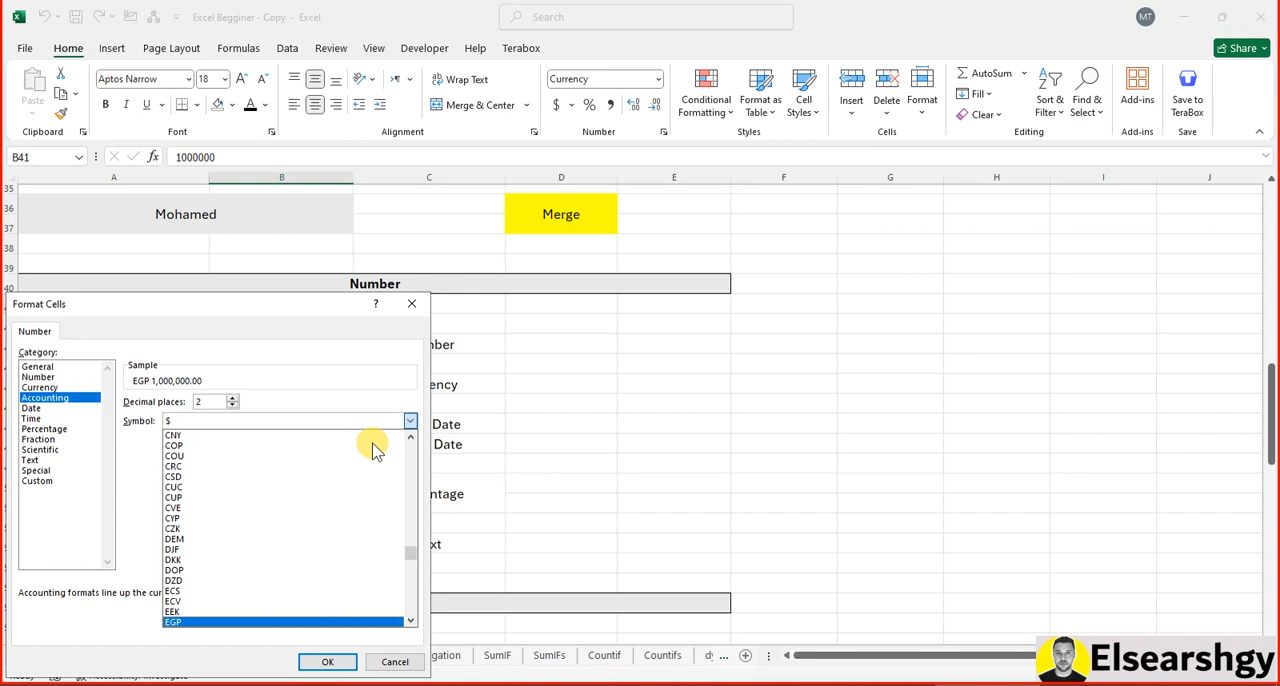 Excel Begginer - Copy - Excel
Search
MT
File Home Insert Page Layout Formulas Data Review View Developer Help Terabox
Share
Paste
Clipboard
Aptos Narrow 18
B I U
Font
Wrap Text
Merge & Center
Alignment
Currency
$ % ,
Number
Conditional Formatting
Format as Table
Cell Styles
Styles
Insert
Delete
Format
Cells
AutoSum
Fill
Clear
Sort & Filter
Find & Select
Editing
Add-ins
Add-ins
Save to TeraBox
Save
B41
fx
1000000
A B C D E F G H I J
35
36
37
38
39
40
Mohamed
Merge
Number
Format Cells
? ×
Number
Category:
General
Number
Currency
Accounting
Date
Time
Percentage
Fraction
Scientific
Text
Special
Custom
Sample
EGP 1,000,000.00
Decimal places: 2
Symbol: $
CNY
COP
COU
CRC
CSD
CUC
CUP
CVE
CYP
CZK
DEM
DJF
DKK
DOP
DZD
ECS
ECV
EEK
EGP
Accounting formats line up the cur
OK
Cancel
nber
ency
Date
Date
ntage
xt
gation SumIF SumIFs Countif Countifs ...
Elsearshgy